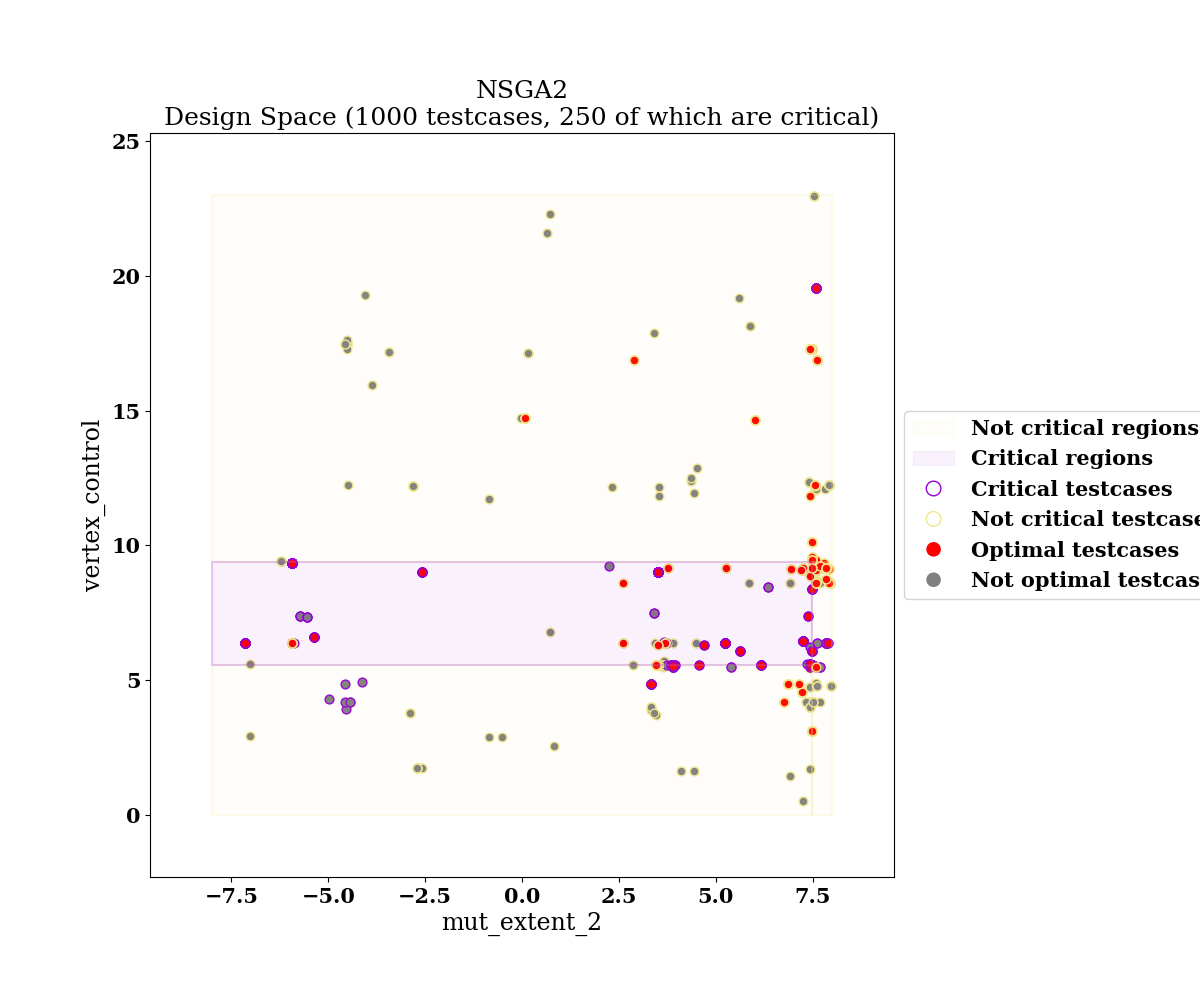 NSGA2
Design Space (1000 testcases, 250 of which are critical)
25
20
15
10
5
0
vertex_control
−7.5
−5.0
−2.5
0.0
2.5
5.0
7.5
mut_extent_2
Not critical regions
Critical regions
Critical testcases
Not critical testcase
Optimal testcases
Not optimal testcas